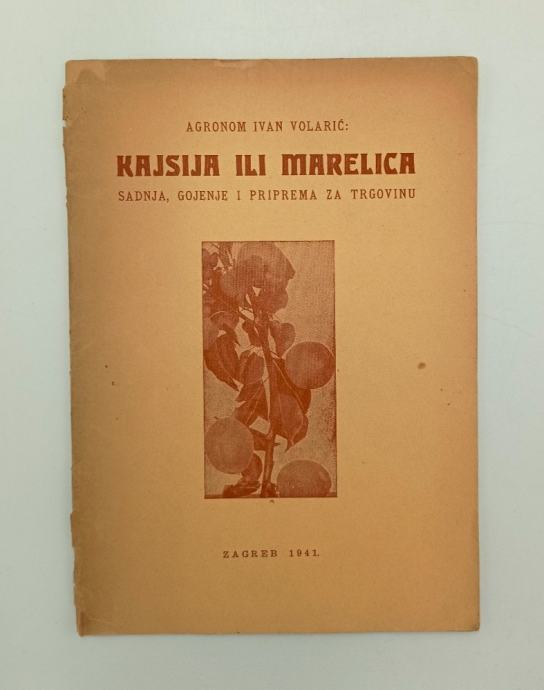 AGRONOM IVAN VOLARIĆ:
KAJSIJA ILI MARELICA
SADNJA, GOJENJE I PRIPREMA ZA TRGOVINU
ZAGREB 1941.